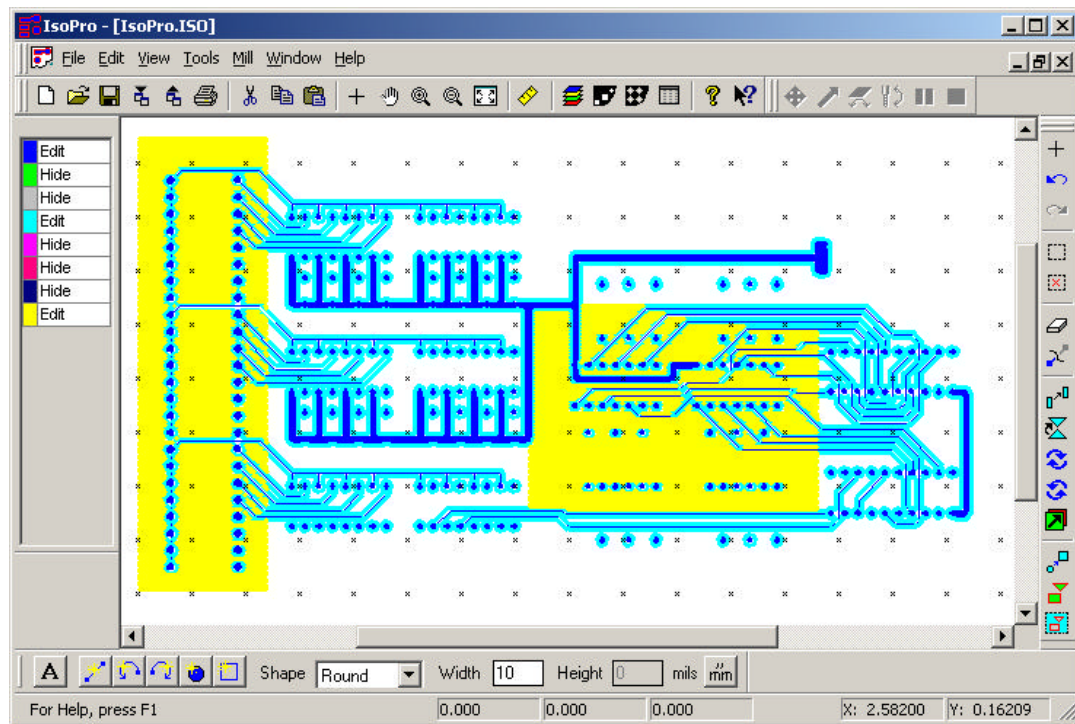 IsoPro - [IsoPro.ISO]
File Edit View Tools Mill Window Help
Edit
Hide
Hide
Edit
Hide
Hide
Hide
Edit
A Shape Round Width 10 Height 0 mils "/mm
For Help, press F1 0.000 0.000 0.000 X: 2.58200 Y: 0.16209